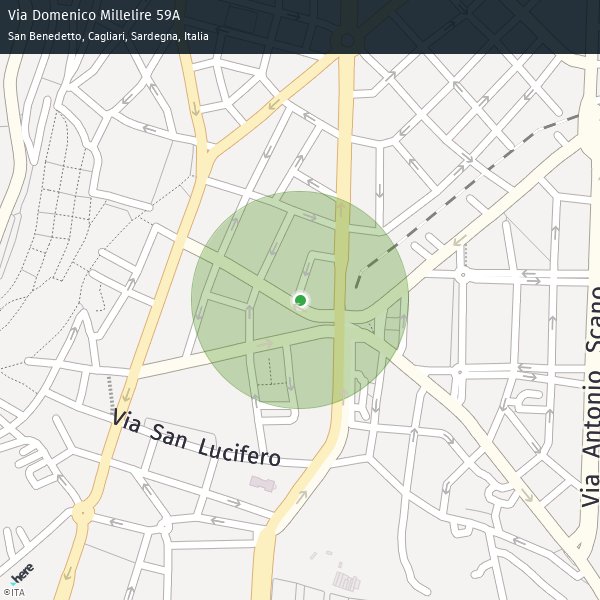 Via Domenico Millelire 59A
San Benedetto, Cagliari, Sardegna, Italia
Via Antonio Scano
Via San Lucifero
here
©ITA